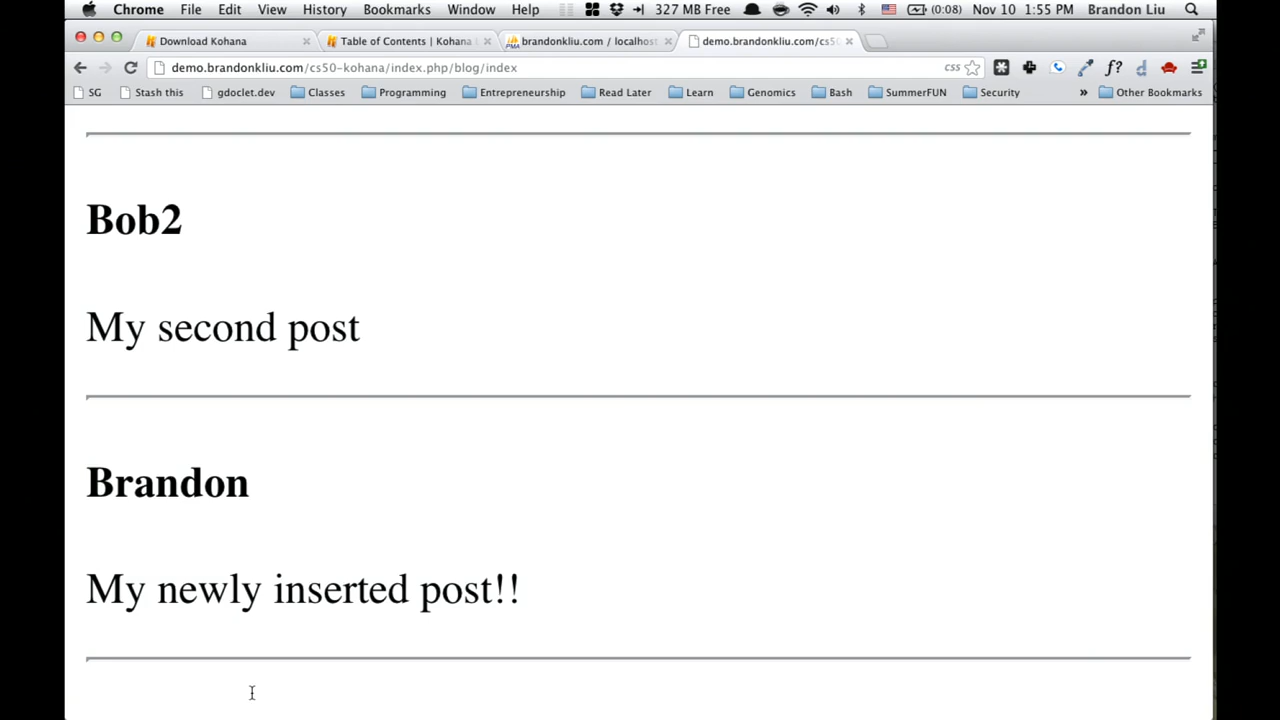 Chrome File Edit View History Bookmarks Window Help 327 MB Free (0:08) Nov 10 1:55 PM Brandon Liu
Download Kohana Table of Contents | Kohana brandonkliu.com / localhost demo.brandonkliu.com/cs50
demo.brandonkliu.com/cs50-kohana/index.php/blog/index css f?
SG Stash this gdoclet.dev Classes Programming Entrepreneurship Read Later Learn Genomics Bash SummerFUN Security » Other Bookmarks
Bob2
My second post
Brandon
My newly inserted post!!